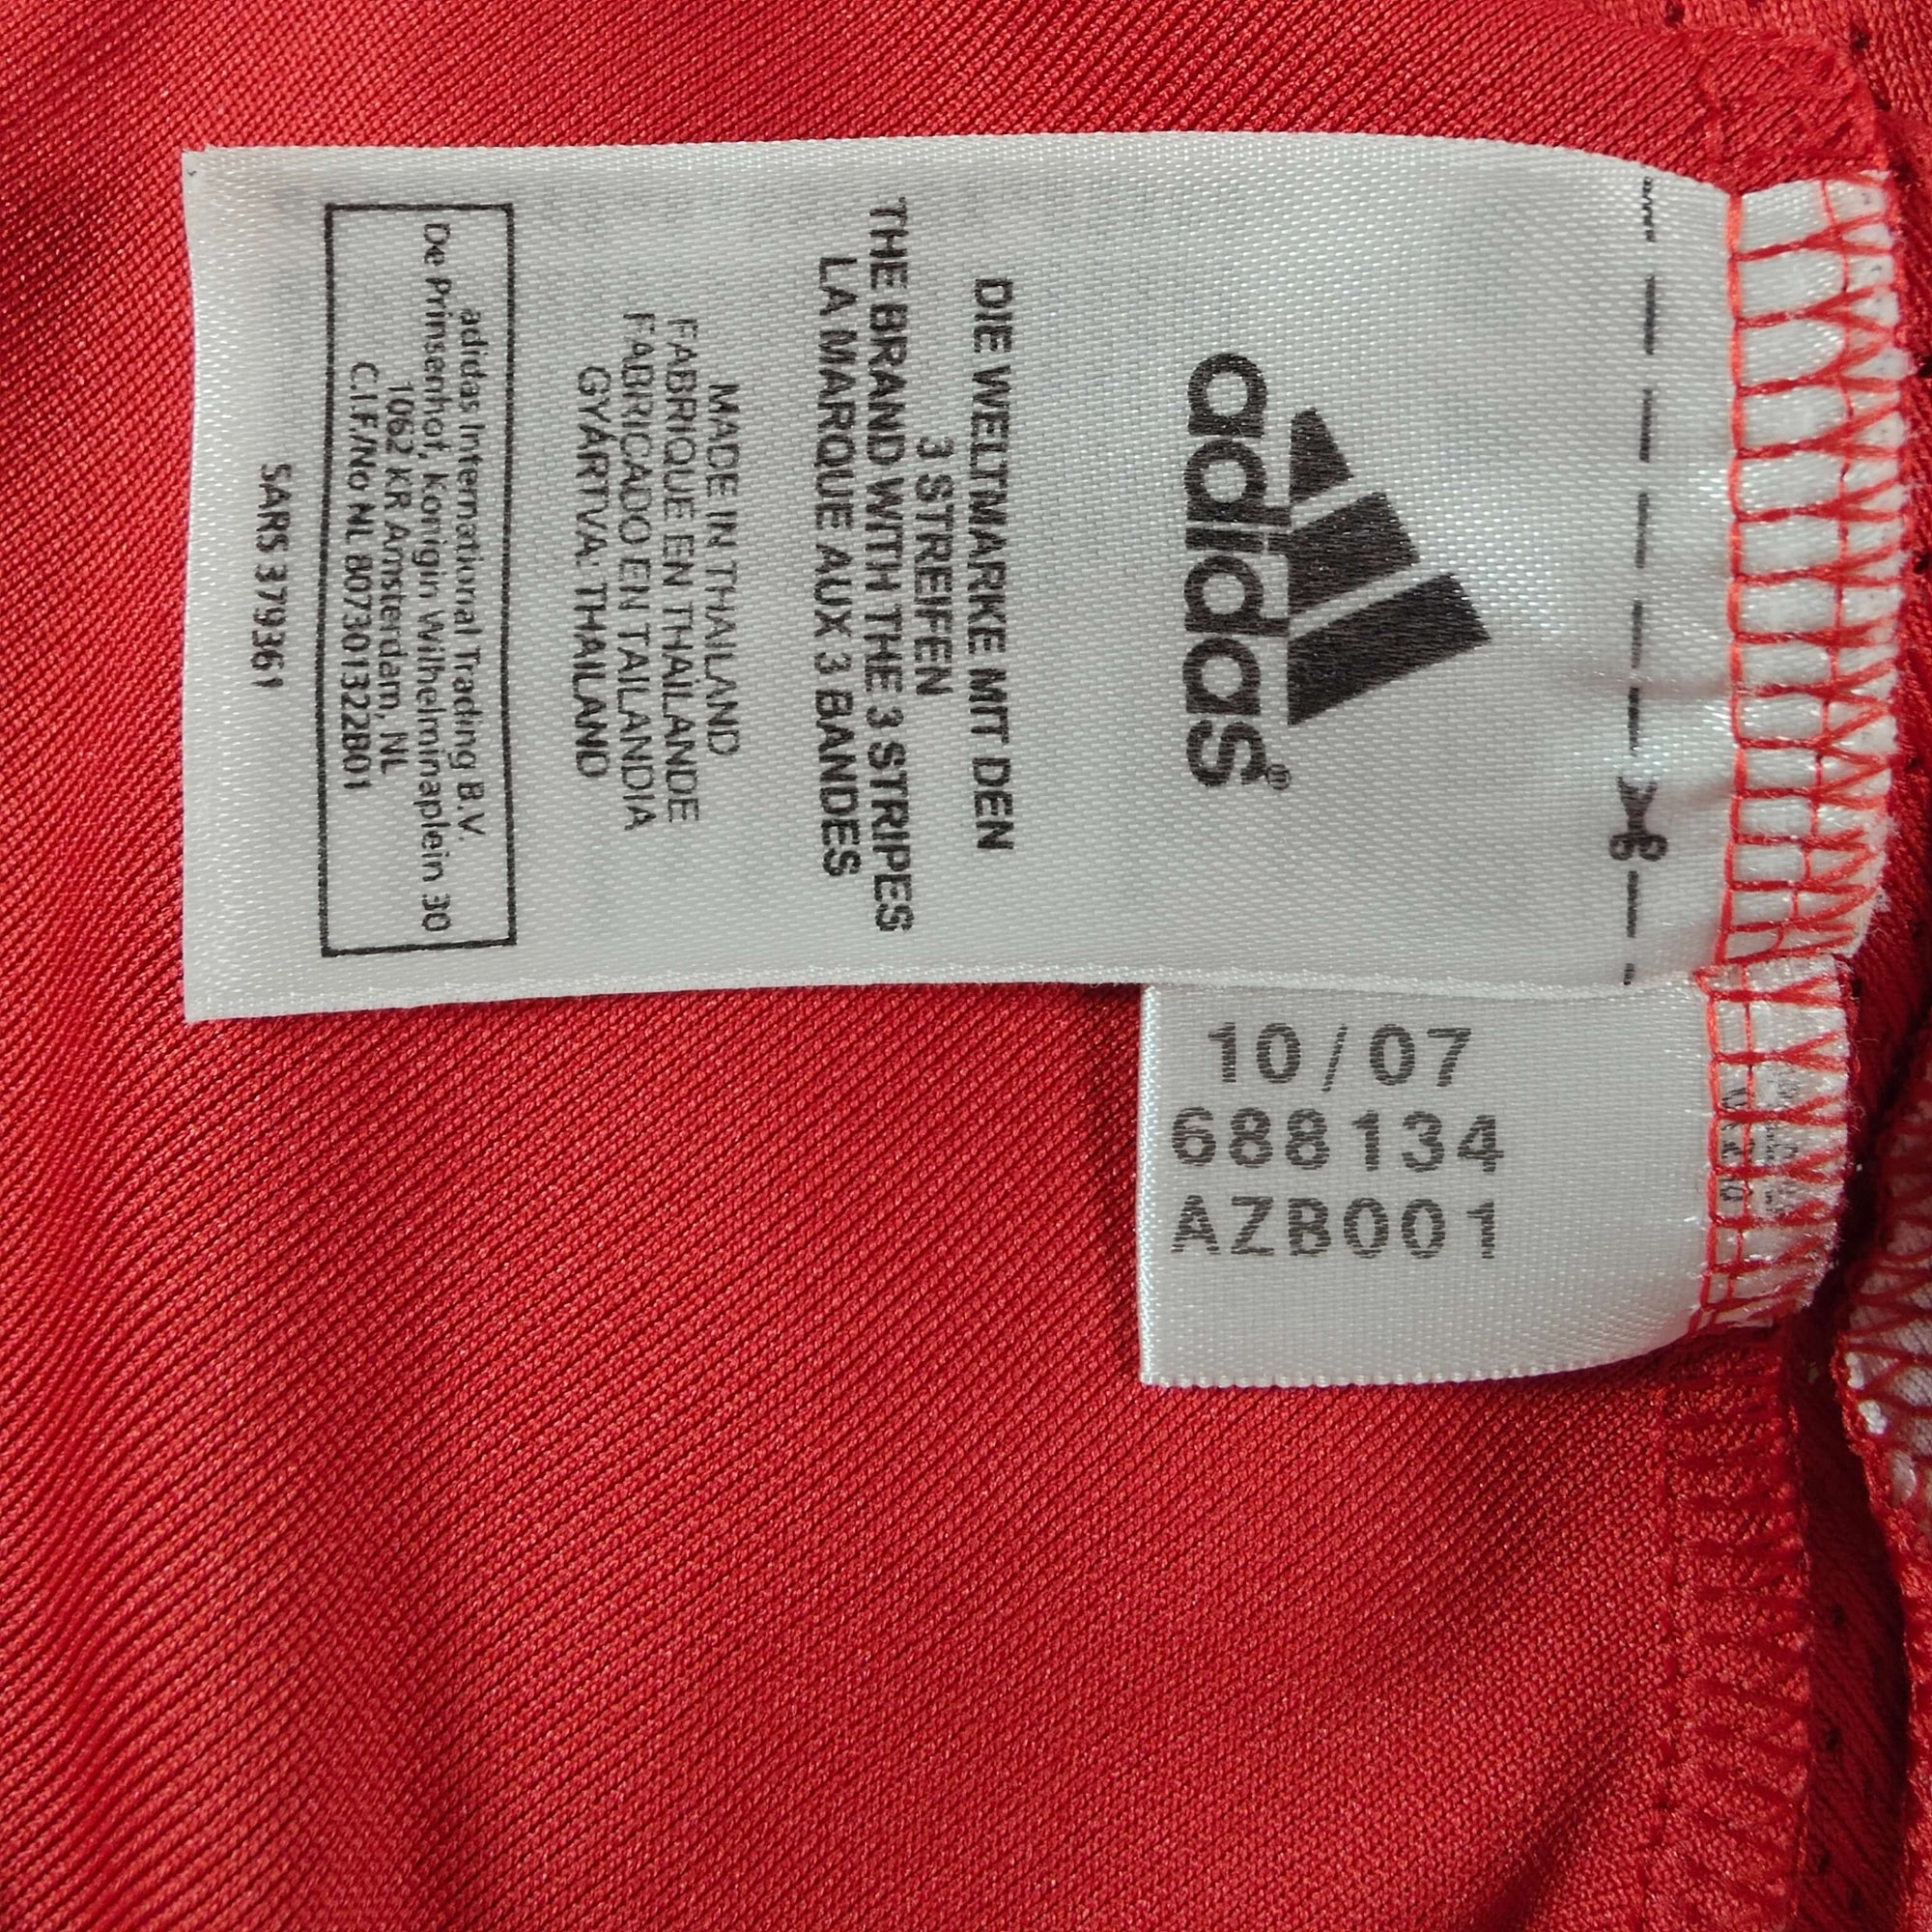 adidas®
DIE WELTMARKE MIT DEN
3 STREIFEN
THE BRAND WITH THE 3 STRIPES
LA MARQUE AUX 3 BANDES
MADE IN THAILAND
FABRIQUE EN THAÏLANDE
FABRICADO EN TAILANDIA
GYÁRTVA: THAILAND
adidas International Trading B.V.
De Prinsenhof, Konigin Wilhelminaplein 30
1062 KR Amsterdam, NL
C.I.F./No NL 807301322B01
SARS 379361
10/07
688134
AZB001